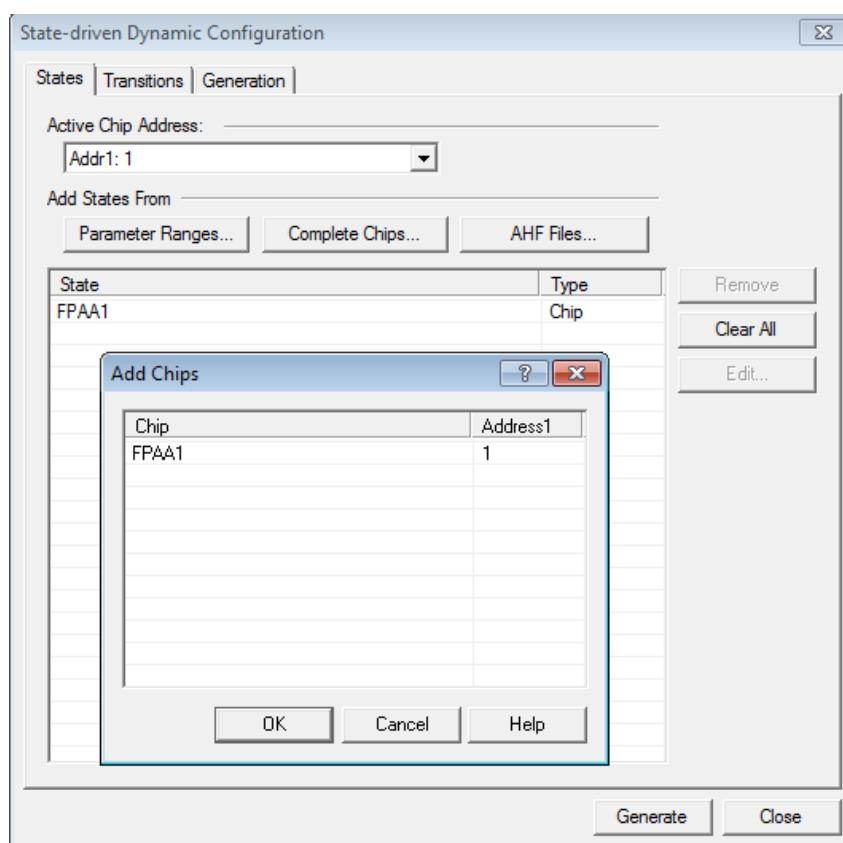 State-driven Dynamic Configuration
States Transitions Generation
Active Chip Address:
Addr1: 1
Add States From
Parameter Ranges... Complete Chips... AHF Files...
State Type Remove
FPAA1 Chip
Clear All
Add Chips ? Edit...
Chip Address1
FPAA1 1
OK Cancel Help
Generate Close